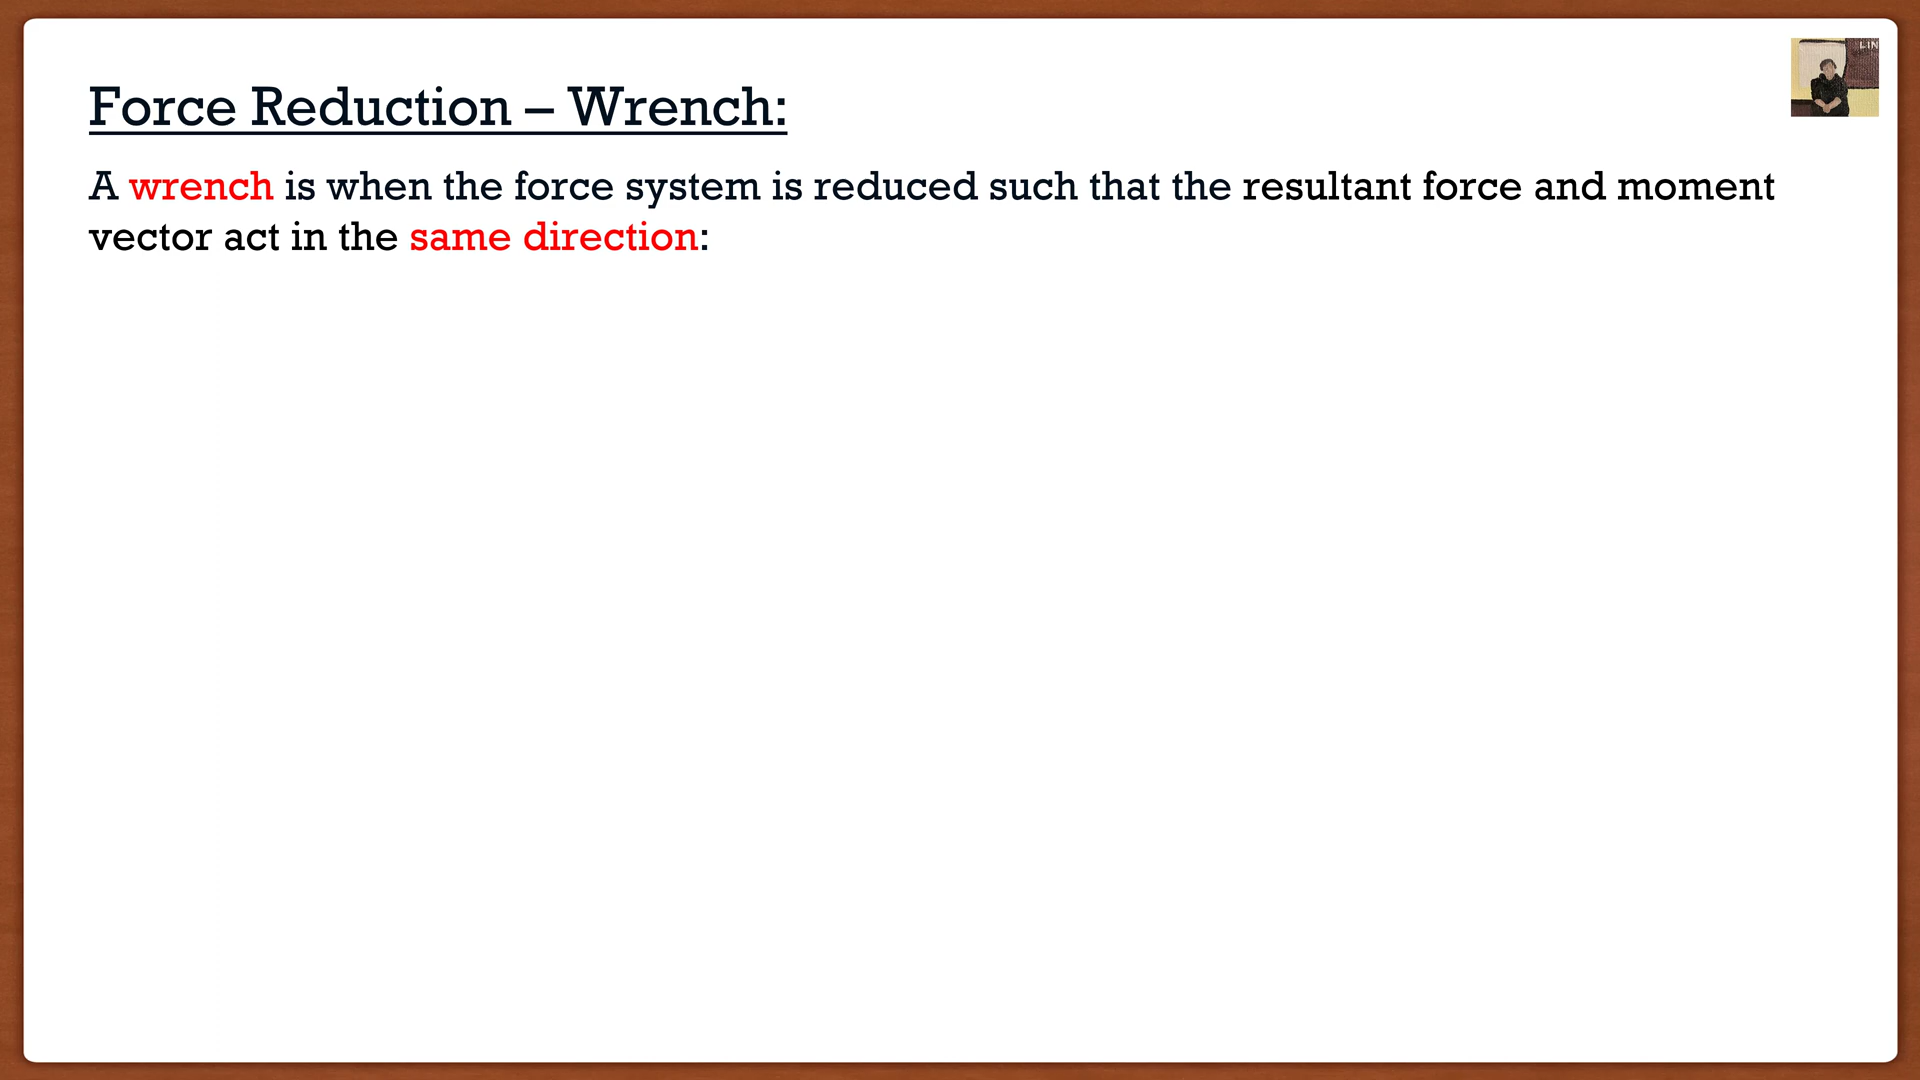 LIN
Force Reduction – Wrench:
A wrench is when the force system is reduced such that the resultant force and moment
vector act in the same direction: